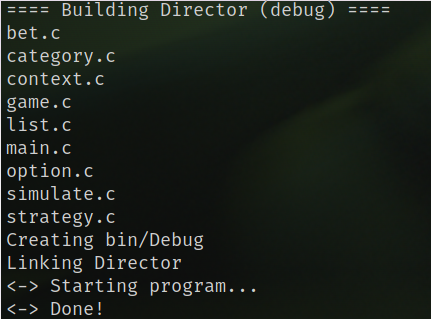 ==== Building Director (debug) ====
bet.c
category.c
context.c
game.c
list.c
main.c
option.c
simulate.c
strategy.c
Creating bin/Debug
Linking Director
<-> Starting program...
<-> Done!